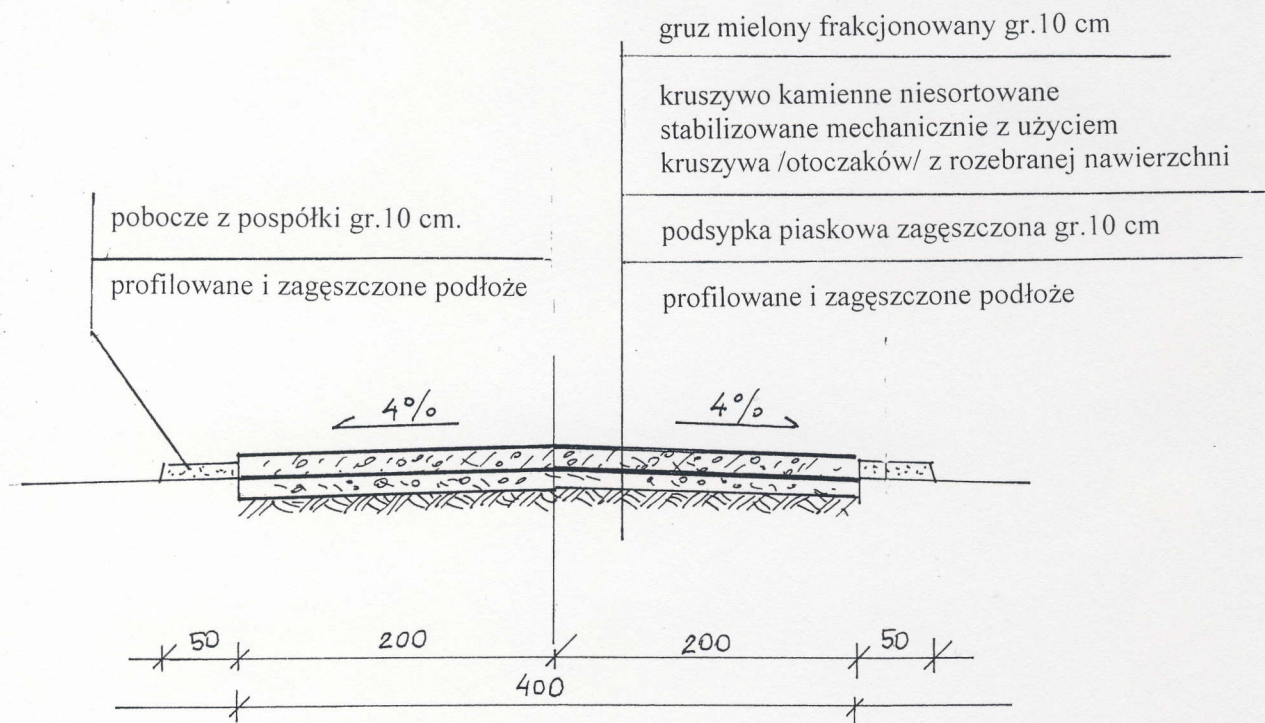 gruz mielony frakcjonowany gr.10 cm
kruszywo kamienne niesortowane
stabilizowane mechanicznie z użyciem
kruszywa /otoczaków/ z rozebranej nawierzchni
podsypka piaskowa zagęszczona gr.10 cm
profilowane i zagęszczone podłoże
pobocze z pospółki gr.10 cm.
profilowane i zagęszczone podłoże
4% 4%
50 200 200 50
400